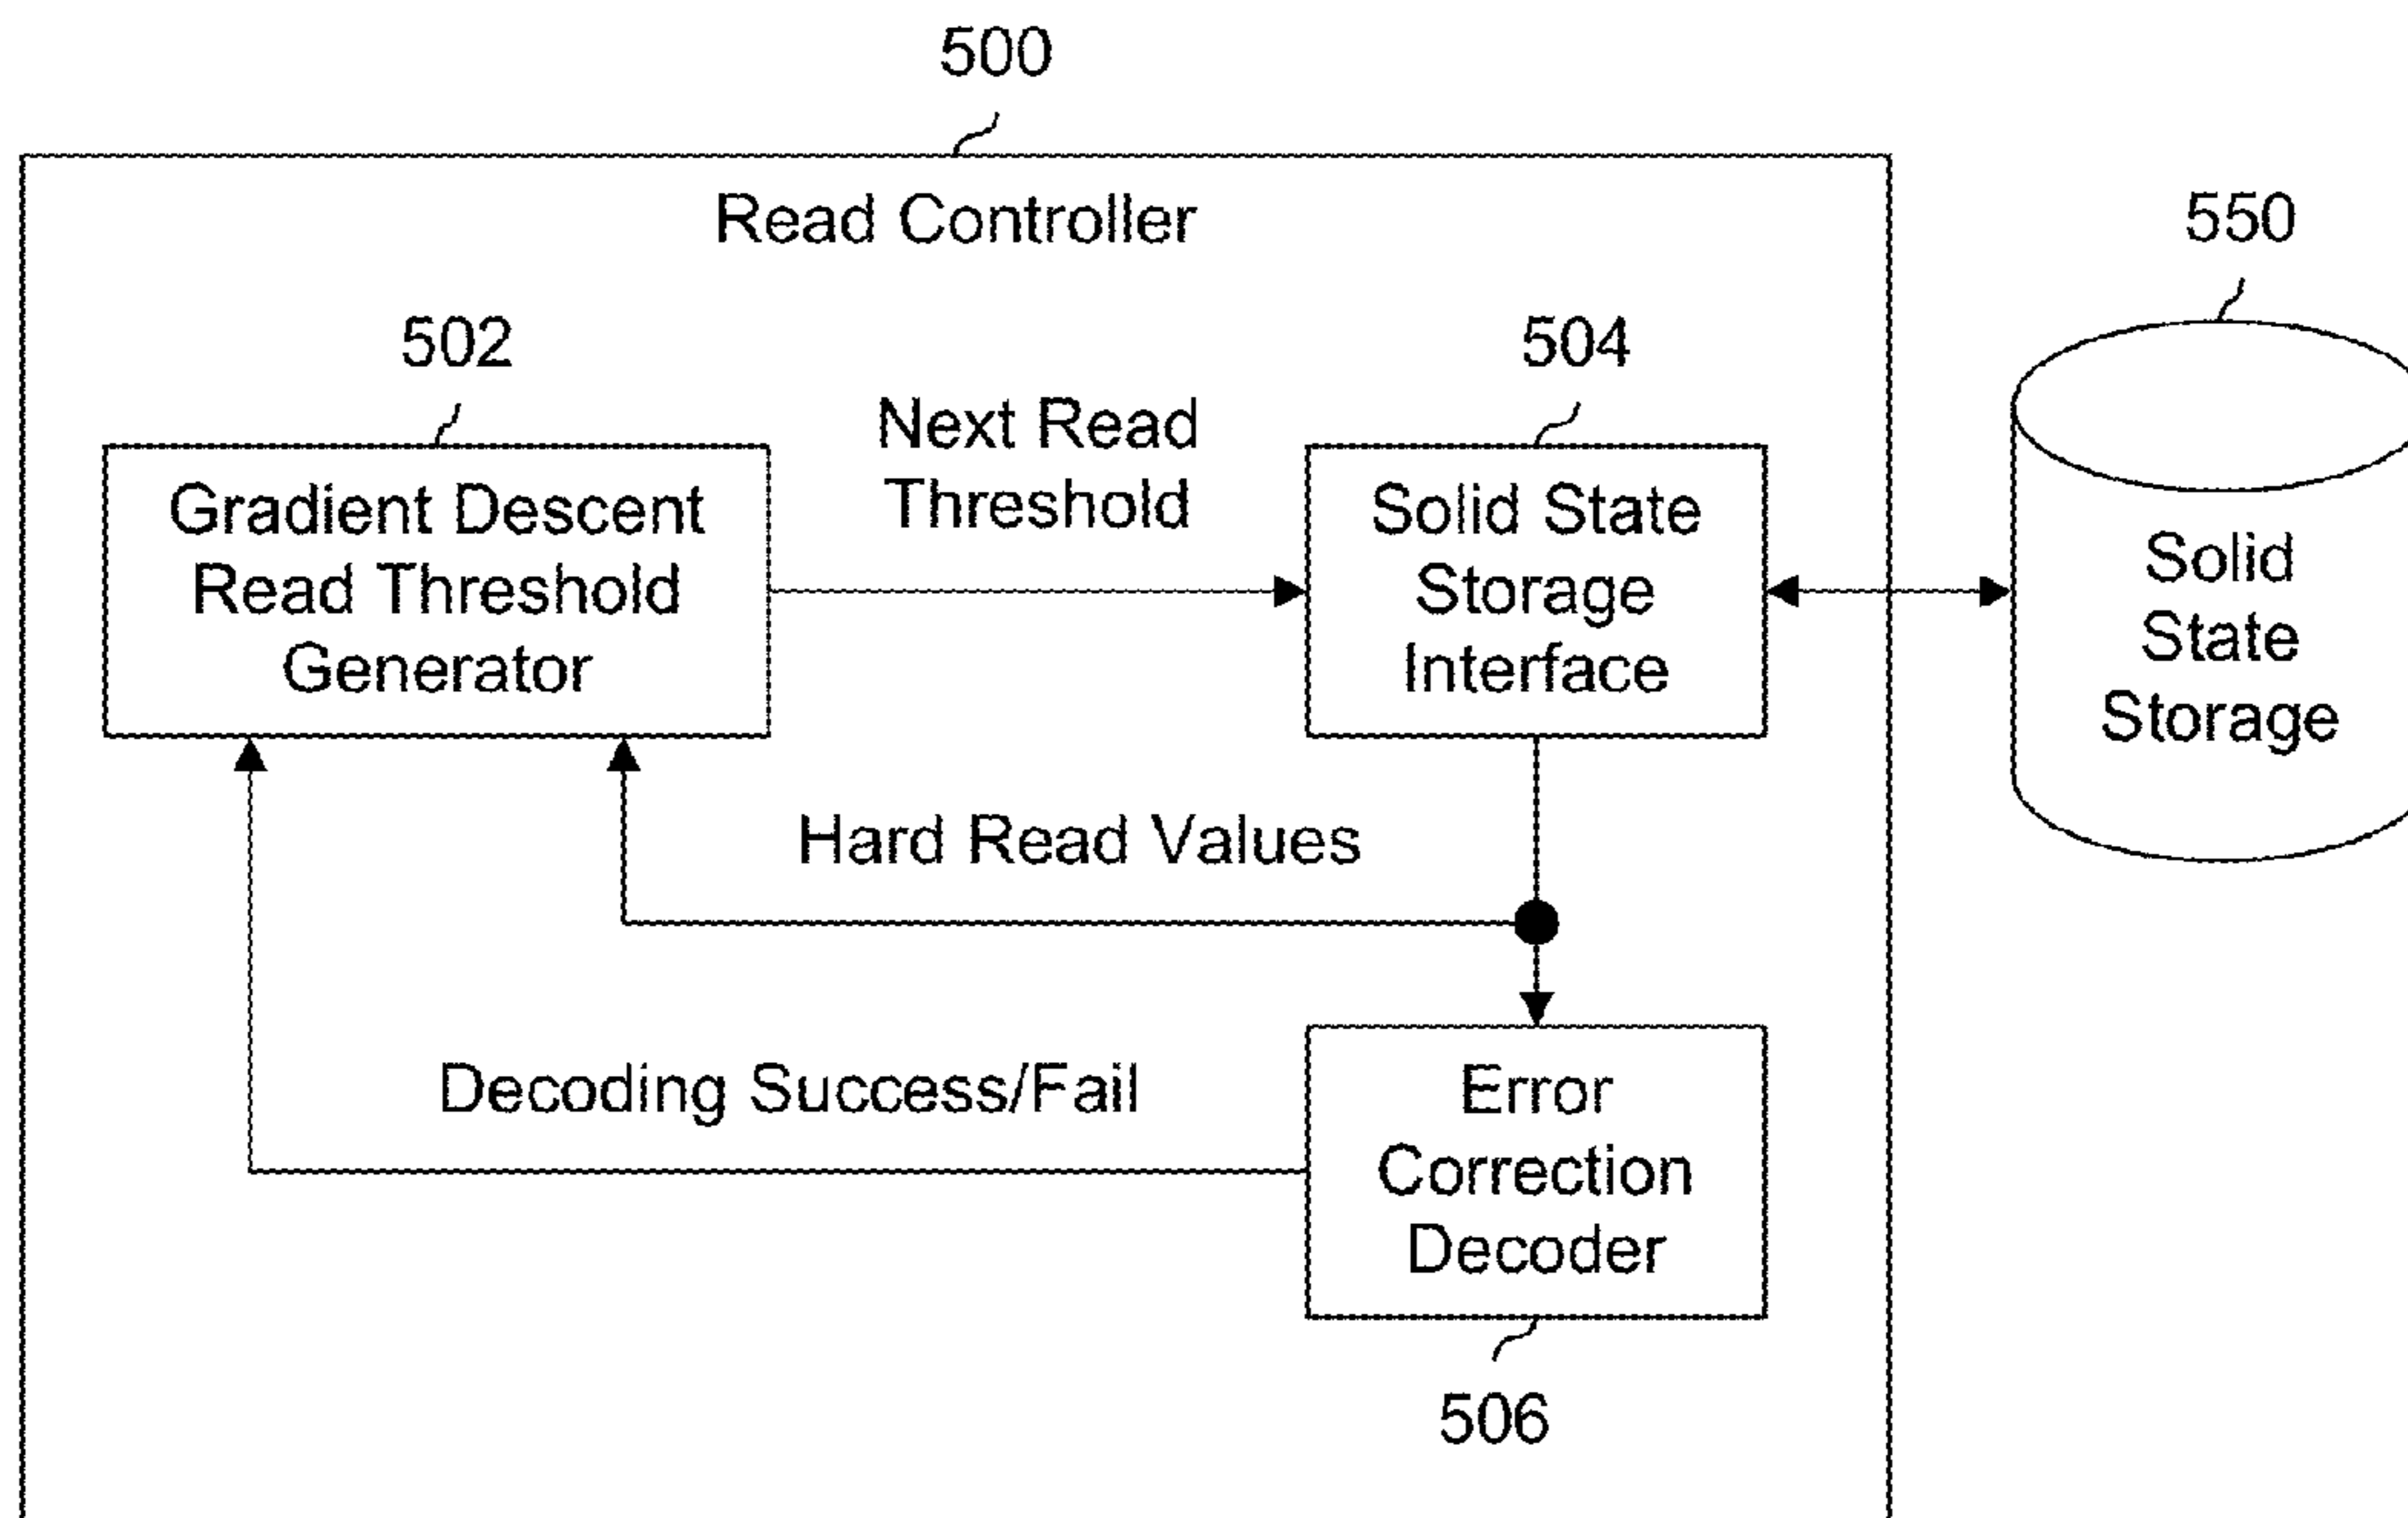 500
Read Controller
550
502
504
Next Read
Threshold
Gradient Descent
Read Threshold
Generator
Solid State
Storage
Interface
Solid
State
Storage
Hard Read Values
Decoding Success/Fail
Error
Correction
Decoder
506